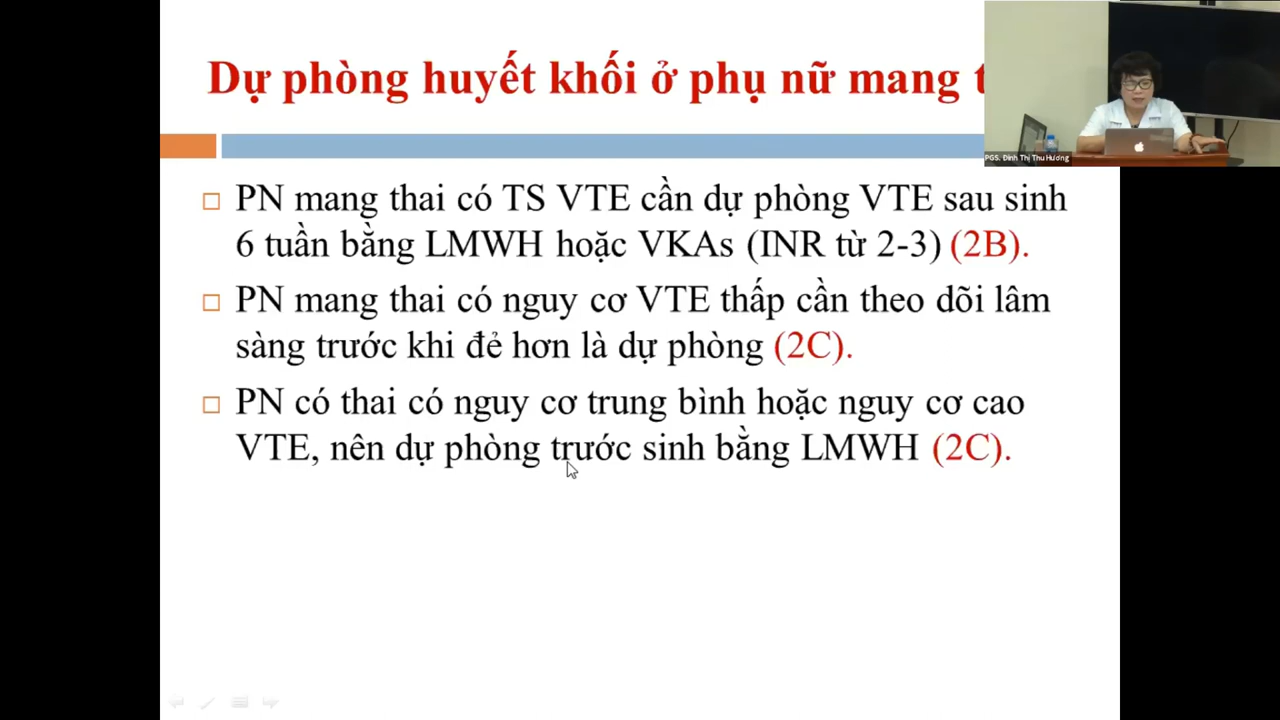 Dự phòng huyết khối ở phụ nữ mang
PGS. Đinh Thị Thu Hương
PN mang thai có TS VTE cần dự phòng VTE sau sinh
6 tuần bằng LMWH hoặc VKAs (INR từ 2-3) (2B).
PN mang thai có nguy cơ VTE thấp cần theo dõi lâm
sàng trước khi đẻ hơn là dự phòng (2C).
PN có thai có nguy cơ trung bình hoặc nguy cơ cao
VTE, nên dự phòng trước sinh bằng LMWH (2C).